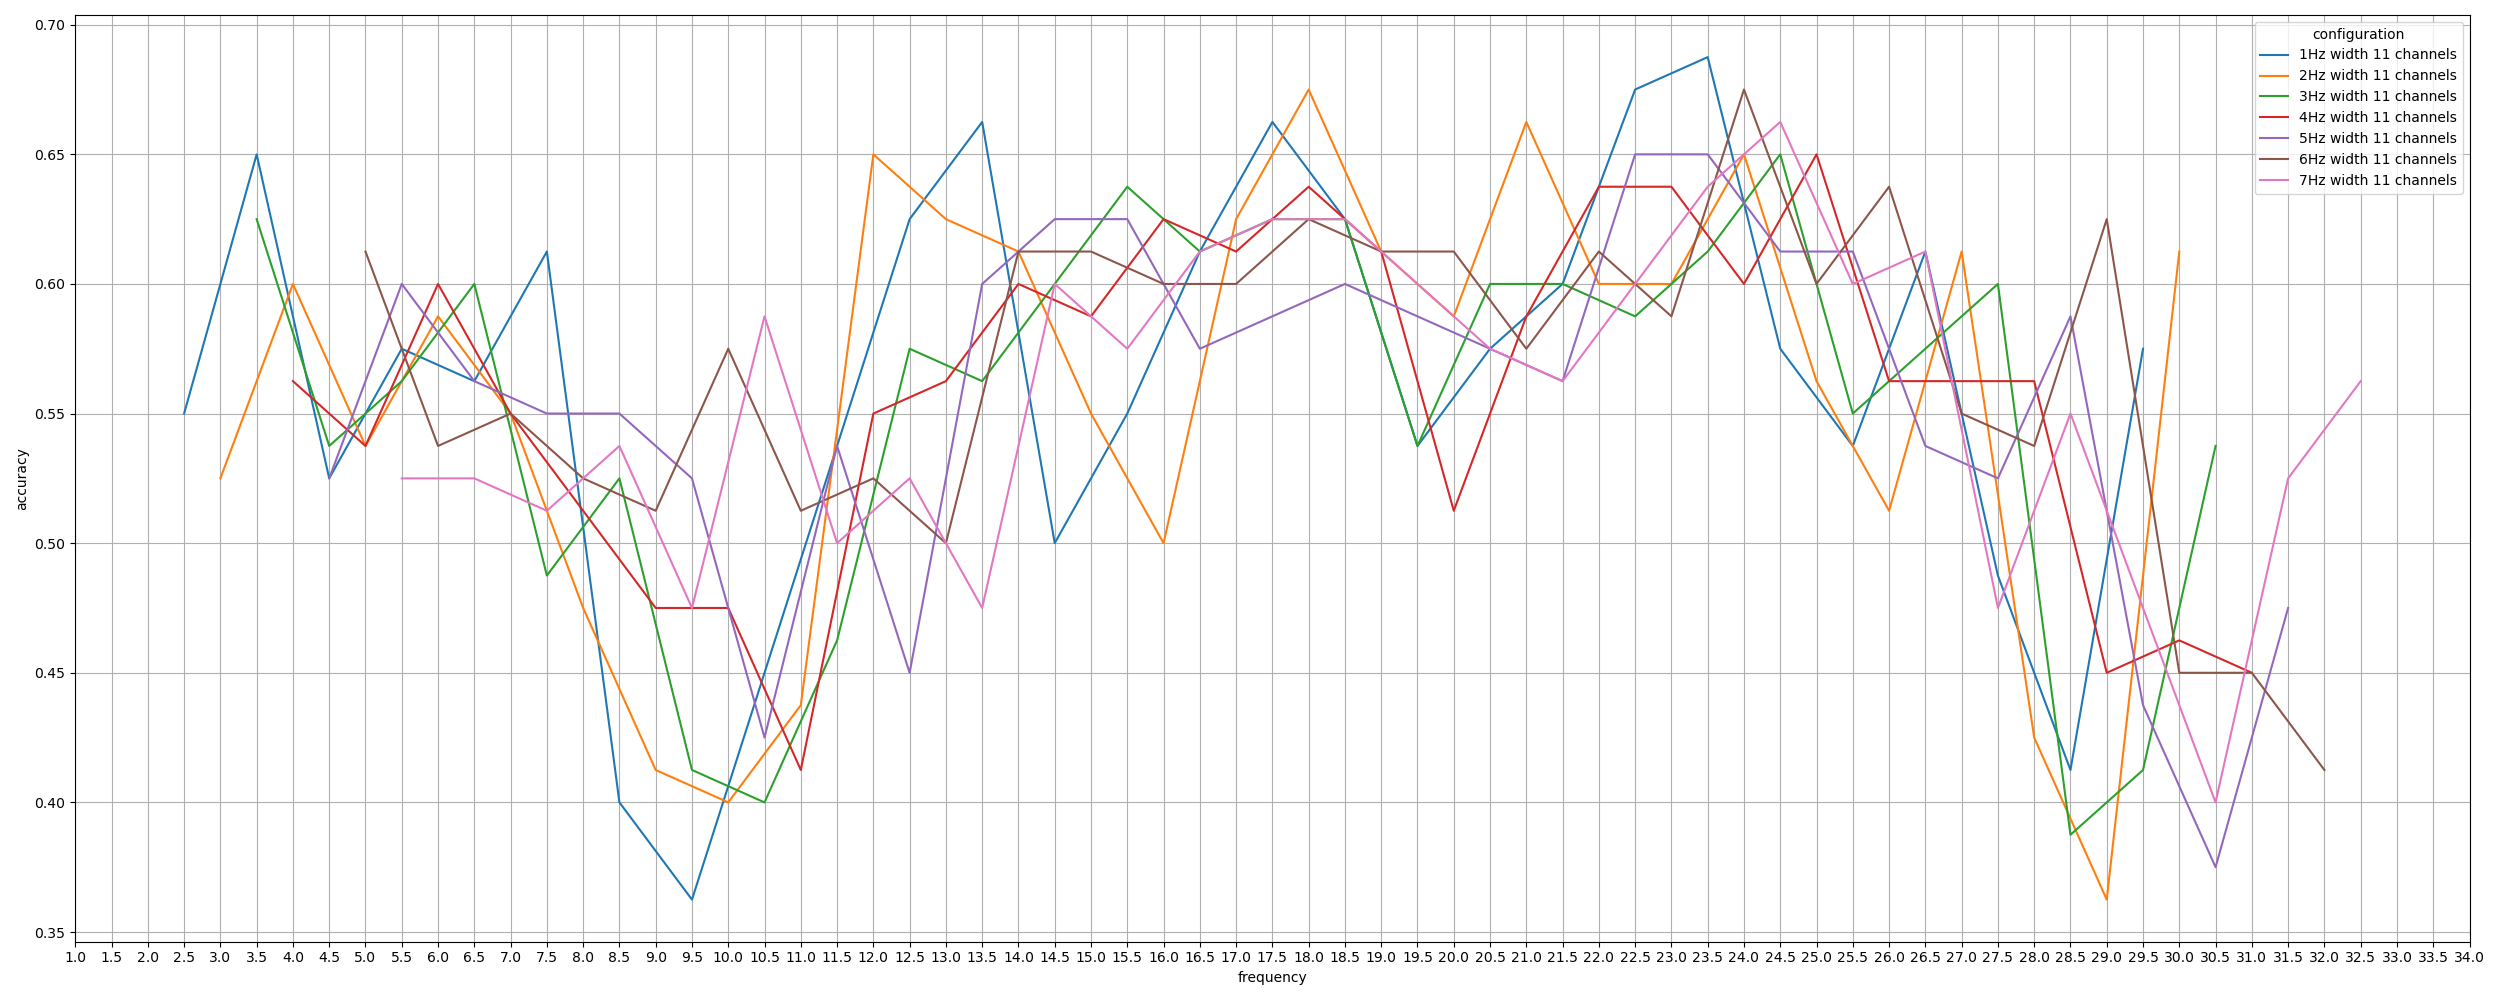 configuration
1Hz width 11 channels
2Hz width 11 channels
3Hz width 11 channels
4Hz width 11 channels
5Hz width 11 channels
6Hz width 11 channels
7Hz width 11 channels
0.70
0.65
0.60
0.55
0.50
0.45
0.40
0.35
accuracy
1.0 1.5 2.0 2.5 3.0 3.5 4.0 4.5 5.0 5.5 6.0 6.5 7.0 7.5 8.0 8.5 9.0 9.5 10.0 10.5 11.0 11.5 12.0 12.5 13.0 13.5 14.0 14.5 15.0 15.5 16.0 16.5 17.0 17.5 18.0 18.5 19.0 19.5 20.0 20.5 21.0 21.5 22.0 22.5 23.0 23.5 24.0 24.5 25.0 25.5 26.0 26.5 27.0 27.5 28.0 28.5 29.0 29.5 30.0 30.5 31.0 31.5 32.0 32.5 33.0 33.5 34.0
frequency